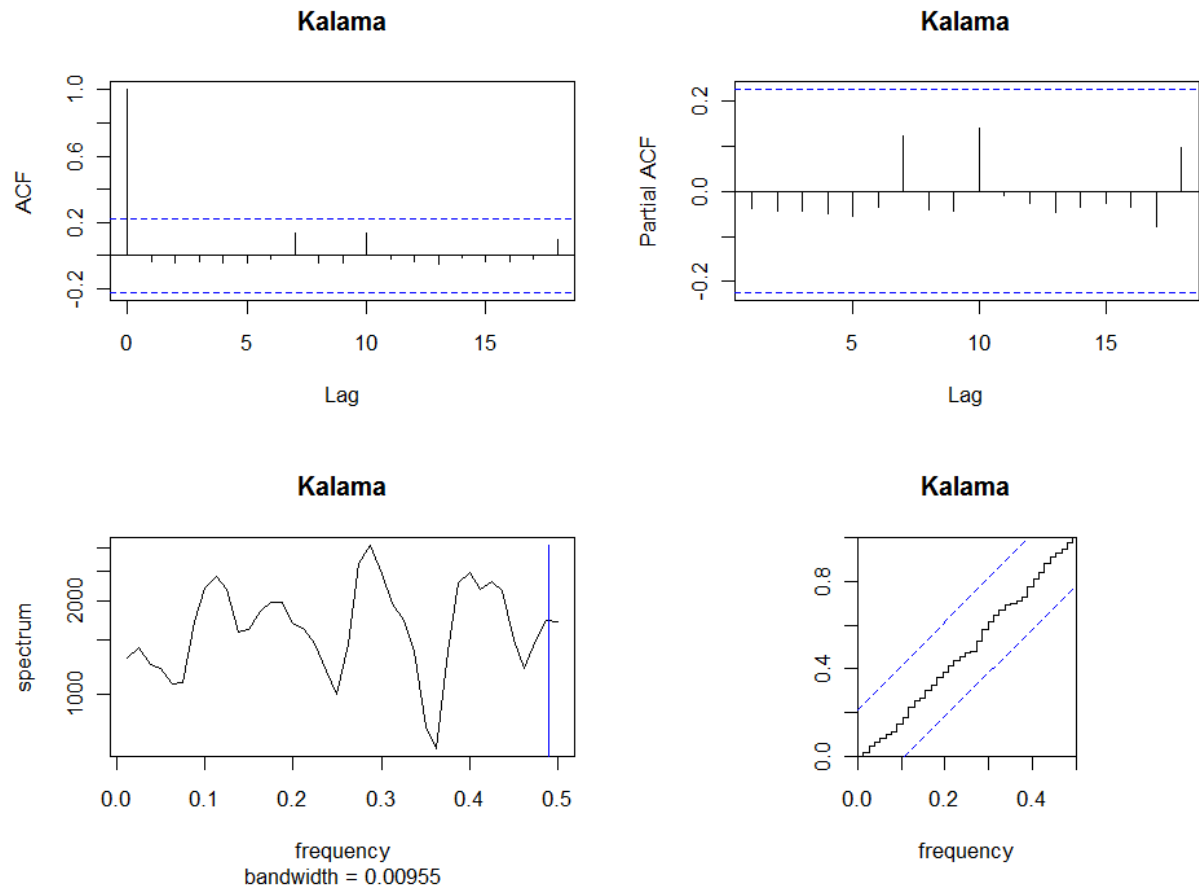 Kalama
ACF
1.0
0.6
0.2
-0.2
0 5 10 15
Lag
Kalama
Partial ACF
0.2
0.0
-0.2
5 10 15
Lag
Kalama
spectrum
2000
1000
0.0 0.1 0.2 0.3 0.4 0.5
frequency
bandwidth = 0.00955
Kalama
0.8
0.4
0.0
0.0 0.2 0.4
frequency